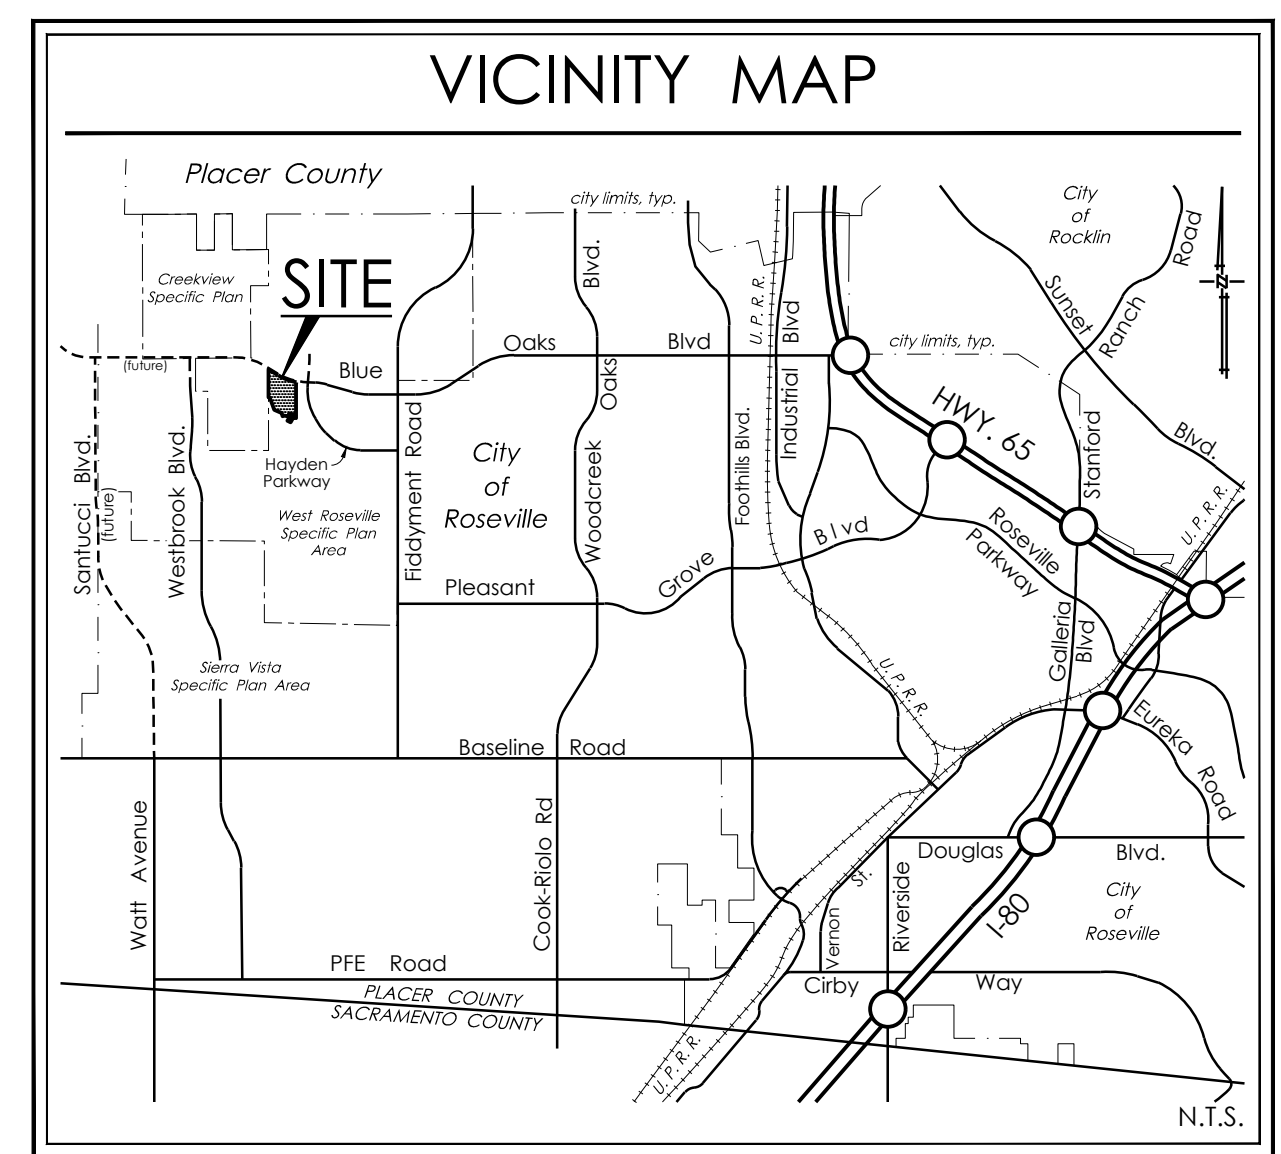 VICINITY MAP
Placer County
city limits, typ.
City
of
Rocklin
Road
Creekview
Specific Plan
SITE
Blvd.
U.P.R.R.
Blvd
Sunset
Ranch
N
(future)
Blue
Oaks
Blvd
city limits, typ.
Oaks
Industrial
HWY. 65
Stanford
Blvd.
Santucci Blvd.
(future)
Westbrook Blvd.
Hayden
Parkway
Fiddyment Road
City
of
Roseville
Woodcreek
Foothills Blvd.
West Roseville
Specific Plan
Area
Roseville
Parkway
U.P.R.R.
Pleasant
Grove
Blvd
Galleria
Blvd
Sierra Vista
Specific Plan Area
U.P.R.R.
Eureka
Road
Baseline Road
Watt Avenue
Cook-Riolo Rd
Douglas
Blvd.
St.
Vernon
Riverside
I-80
City
of
Roseville
PFE Road
Cirby
Way
PLACER COUNTY
SACRAMENTO COUNTY
U.P.R.R.
N.T.S.